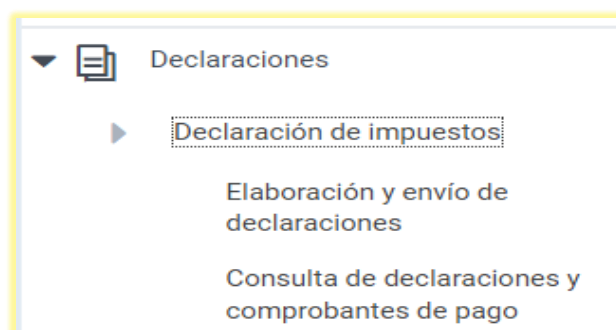 Declaraciones
Declaración de impuestos
Elaboración y envío de
declaraciones
Consulta de declaraciones y
comprobantes de pago